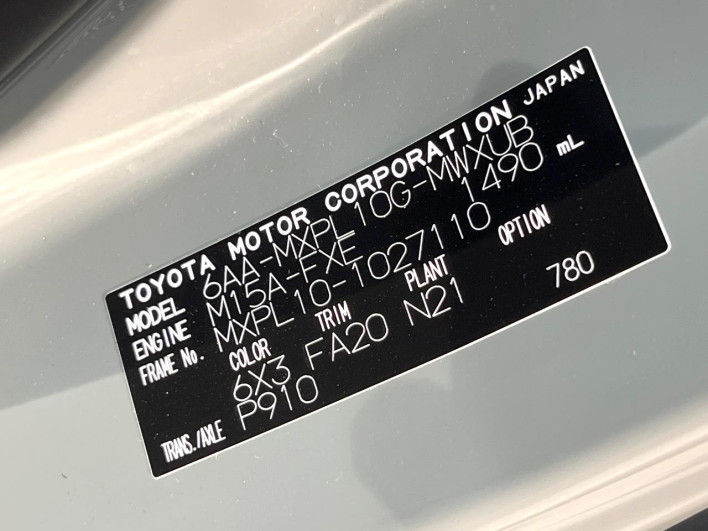 TOYOTA MOTOR CORPORATION JAPAN
MODEL 6AA-MXPL10G-MWXUB
ENGINE M15A-FXE 1490 mL
FRAME No. MXPL10-1027110
COLOR TRIM PLANT OPTION
6X3 FA20 N21 780
TRANS./AXLE P910